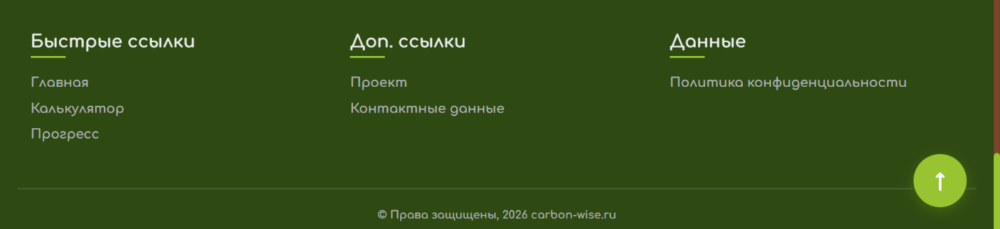 Быстрые ссылки
Главная
Калькулятор
Прогресс
Доп. ссылки
Проект
Контактные данные
Данные
Политика конфиденциальности
↑
© Права защищены, 2026 carbon-wise.ru